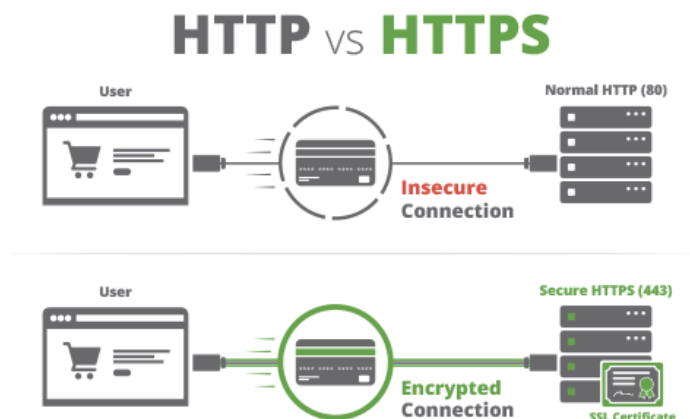 HTTP vs HTTPS
User
Normal HTTP (80)
Insecure
Connection
User
Secure HTTPS (443)
Encrypted
Connection
SSL Certificate